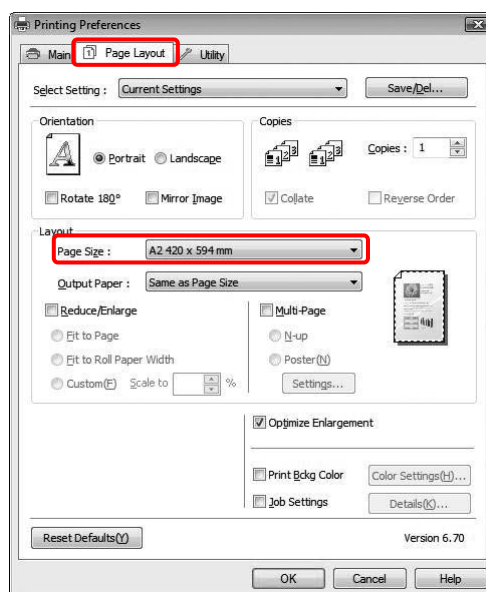 Printing Preferences
Main Page Layout Utility
Select Setting : Current Settings Save/Del...
Orientation Copies
Portrait Landscape Copies : 1
Rotate 180° Mirror Image Collate Reverse Order
Layout
Page Size : A2 420 x 594 mm
Output Paper : Same as Page Size
Reduce/Enlarge Multi-Page
Fit to Page N-up
Fit to Roll Paper Width Poster(N)
Custom(F) Scale to % Settings...
Optimize Enlargement
Print Bckg Color Color Settings(H)...
Job Settings Details(K)...
Reset Defaults(Y) Version 6.70
OK Cancel Help